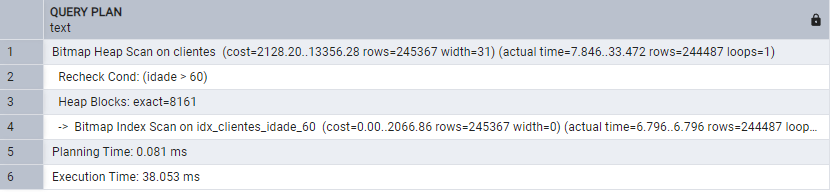 QUERY PLAN
text
1 Bitmap Heap Scan on clientes (cost=2128.20..13356.28 rows=245367 width=31) (actual time=7.846..33.472 rows=244487 loops=1)
2 Recheck Cond: (idade > 60)
3 Heap Blocks: exact=8161
4 -> Bitmap Index Scan on idx_clientes_idade_60 (cost=0.00..2066.86 rows=245367 width=0) (actual time=6.796..6.796 rows=244487 loop...
5 Planning Time: 0.081 ms
6 Execution Time: 38.053 ms